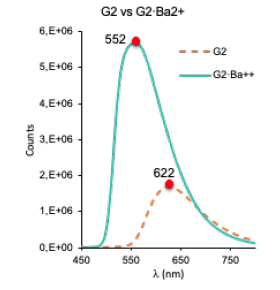 G2 vs G2·Ba2+
6,E+06
5,E+06
4,E+06
3,E+06
2,E+06
1,E+06
0,E+00
Counts
552
622
G2
G2·Ba++
450
550
650
750
λ (nm)